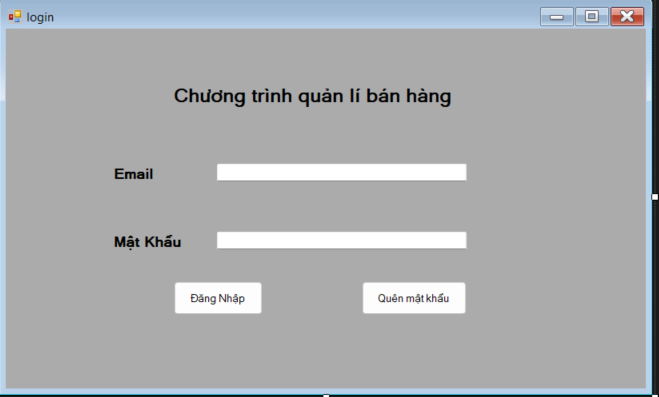 login
Chương trình quản lí bán hàng
Email
Mật Khẩu
Đăng Nhập
Quên mật khẩu